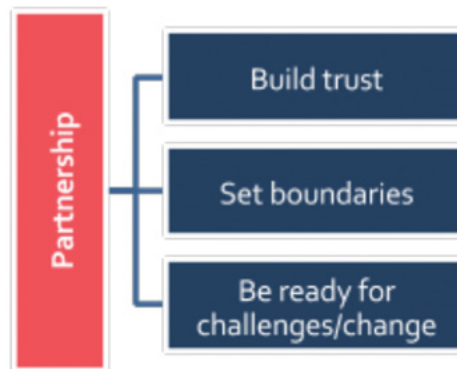 Partnership
Build trust
Set boundaries
Be ready for
challenges/change